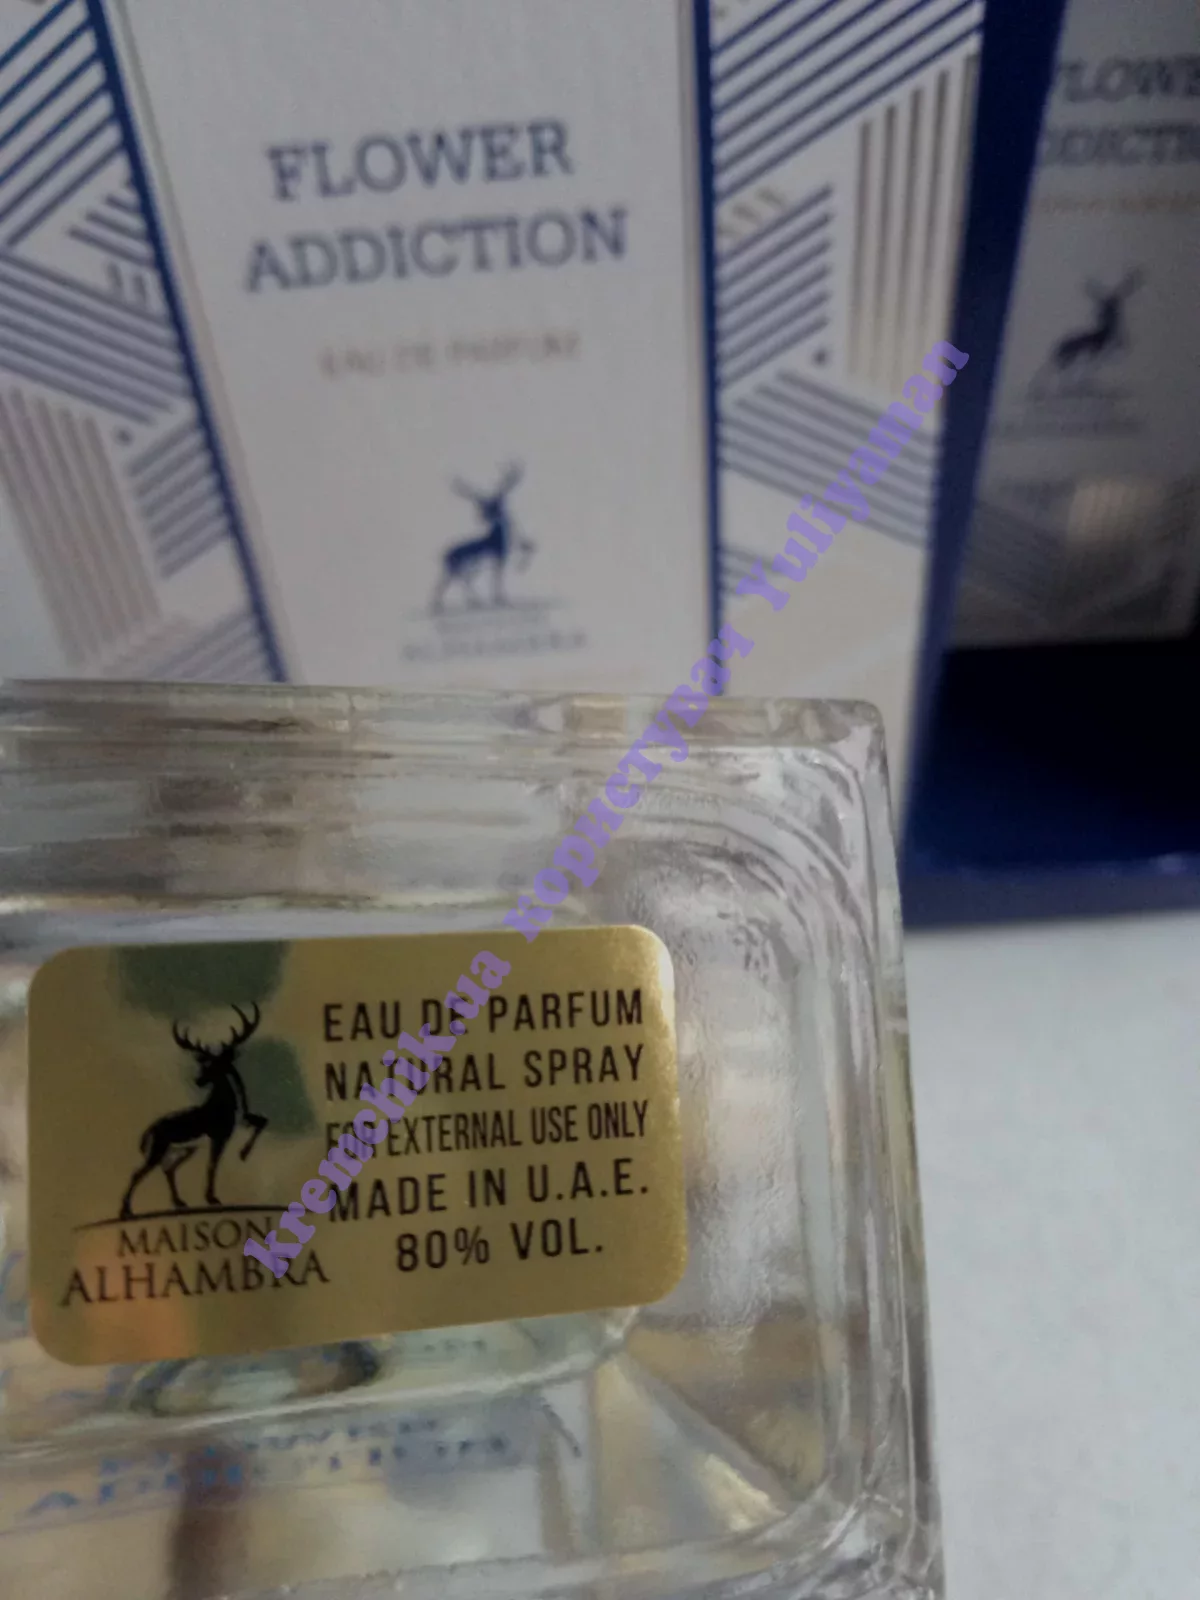 FLOWER
ADDICTION
EAU DE PARFUM
ALHAMBRA
EAU DE PARFUM
NATURAL SPRAY
FOR EXTERNAL USE ONLY
MADE IN U.A.E.
80% VOL.
MAISON
ALHAMBRA
kremchik.ua користувач Yuliyaman